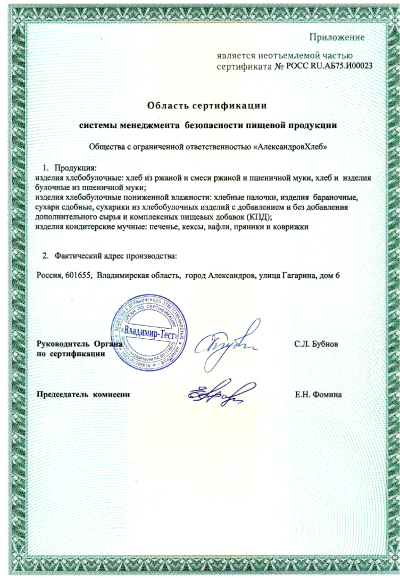 Приложение
является неотъемлемой частью
сертификата № РОСС RU.АБ75.И00023
Область сертификации
системы менеджмента безопасности пищевой продукции
Общества с ограниченной ответственностью «АлександровХлеб»
1. Продукция:
изделия хлебобулочные: хлеб из ржаной и смеси ржаной и пшеничной муки, хлеб и изделия
булочные из пшеничной муки;
изделия хлебобулочные пониженной влажности: хлебные палочки, изделия бараночные,
сухари сдобные, сухарики из хлебобулочных изделий с добавлением и без добавления
дополнительного сырья и комплексных пищевых добавок (КПД);
изделия кондитерские мучные: печенье, кексы, вафли, пряники и коврижки
2. Фактический адрес производства:
Россия, 601655, Владимирская область, город Александров, улица Гагарина, дом 6
«Владимир-Тест»
Руководитель Органа
по сертификации
С.Л. Бубнов
Председатель комиссии
Е.Н. Фомина